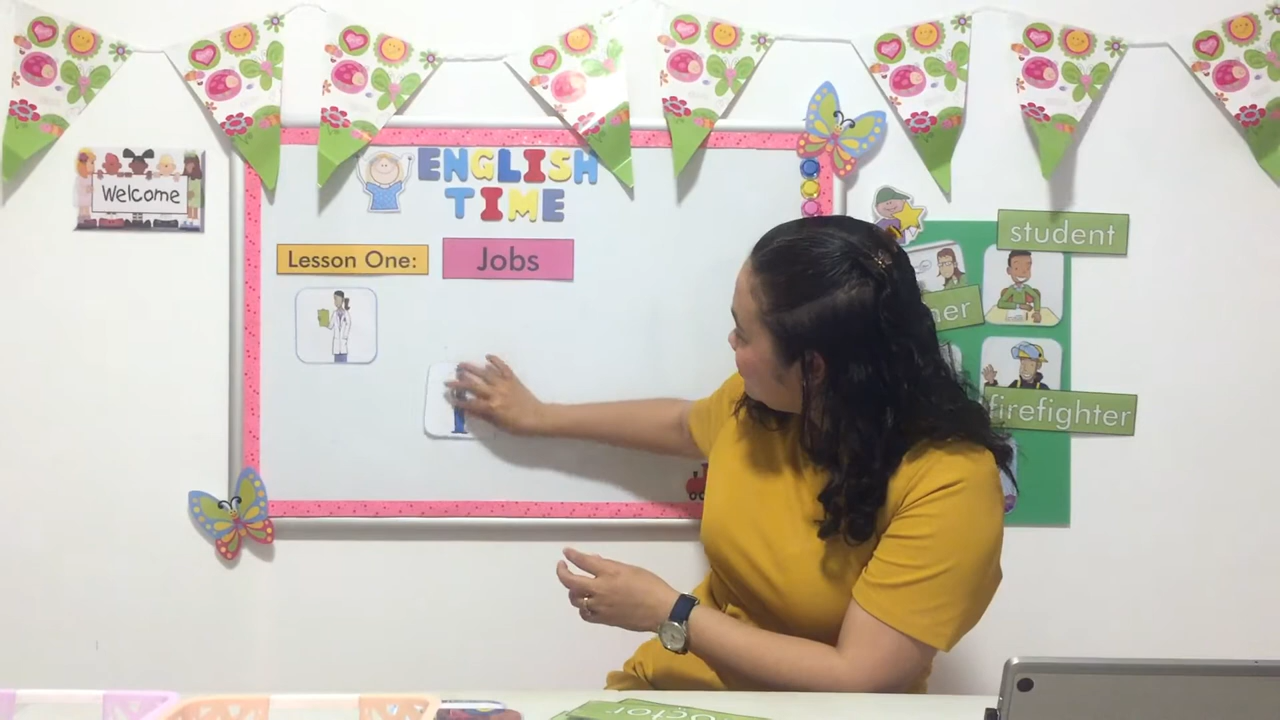 Welcome
ENGLISH
TIME
Lesson One:
Jobs
student
firefighter